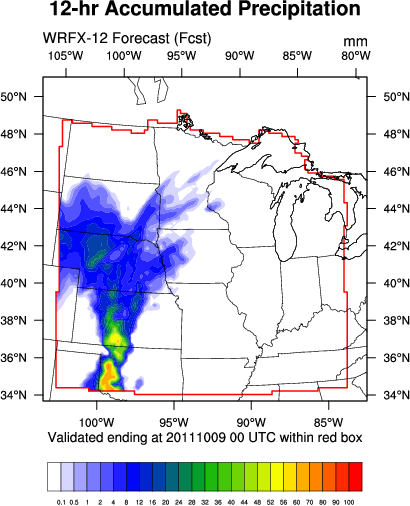 12-hr Accumulated Precipitation
WRFX-12 Forecast (Fcst) mm
105°W 100°W 95°W 90°W 85°W 80°W
50°N 50°N
48°N 48°N
46°N 46°N
44°N 44°N
42°N 42°N
40°N 40°N
38°N 38°N
36°N 36°N
34°N 34°N
100°W 95°W 90°W 85°W
Validated ending at 20111009 00 UTC within red box
0.1 0.5 1 2 4 8 12 16 20 24 28 32 36 40 44 48 52 56 60 70 80 90 100